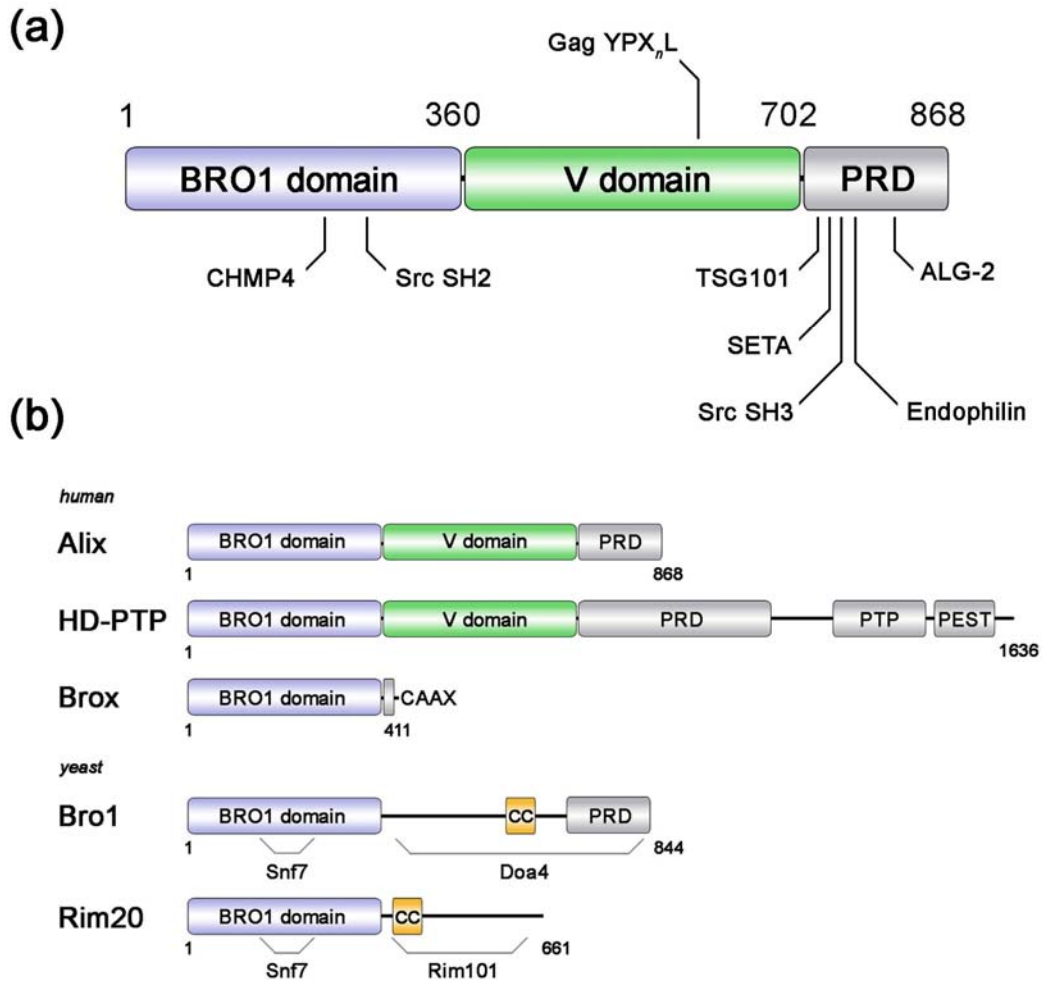 (a)
Gag YPXnL
1 360 702 868
BRO1 domain V domain PRD
CHMP4 Src SH2 TSG101 ALG-2
SETA
Src SH3 Endophilin
(b)
human
Alix BRO1 domain V domain PRD
1 868
HD-PTP BRO1 domain V domain PRD PTP PEST
1 1636
Brox BRO1 domain CAAX
1 411
yeast
Bro1 BRO1 domain CC PRD
1 844
Snf7 Doa4
Rim20 BRO1 domain CC
1 661
Snf7 Rim101